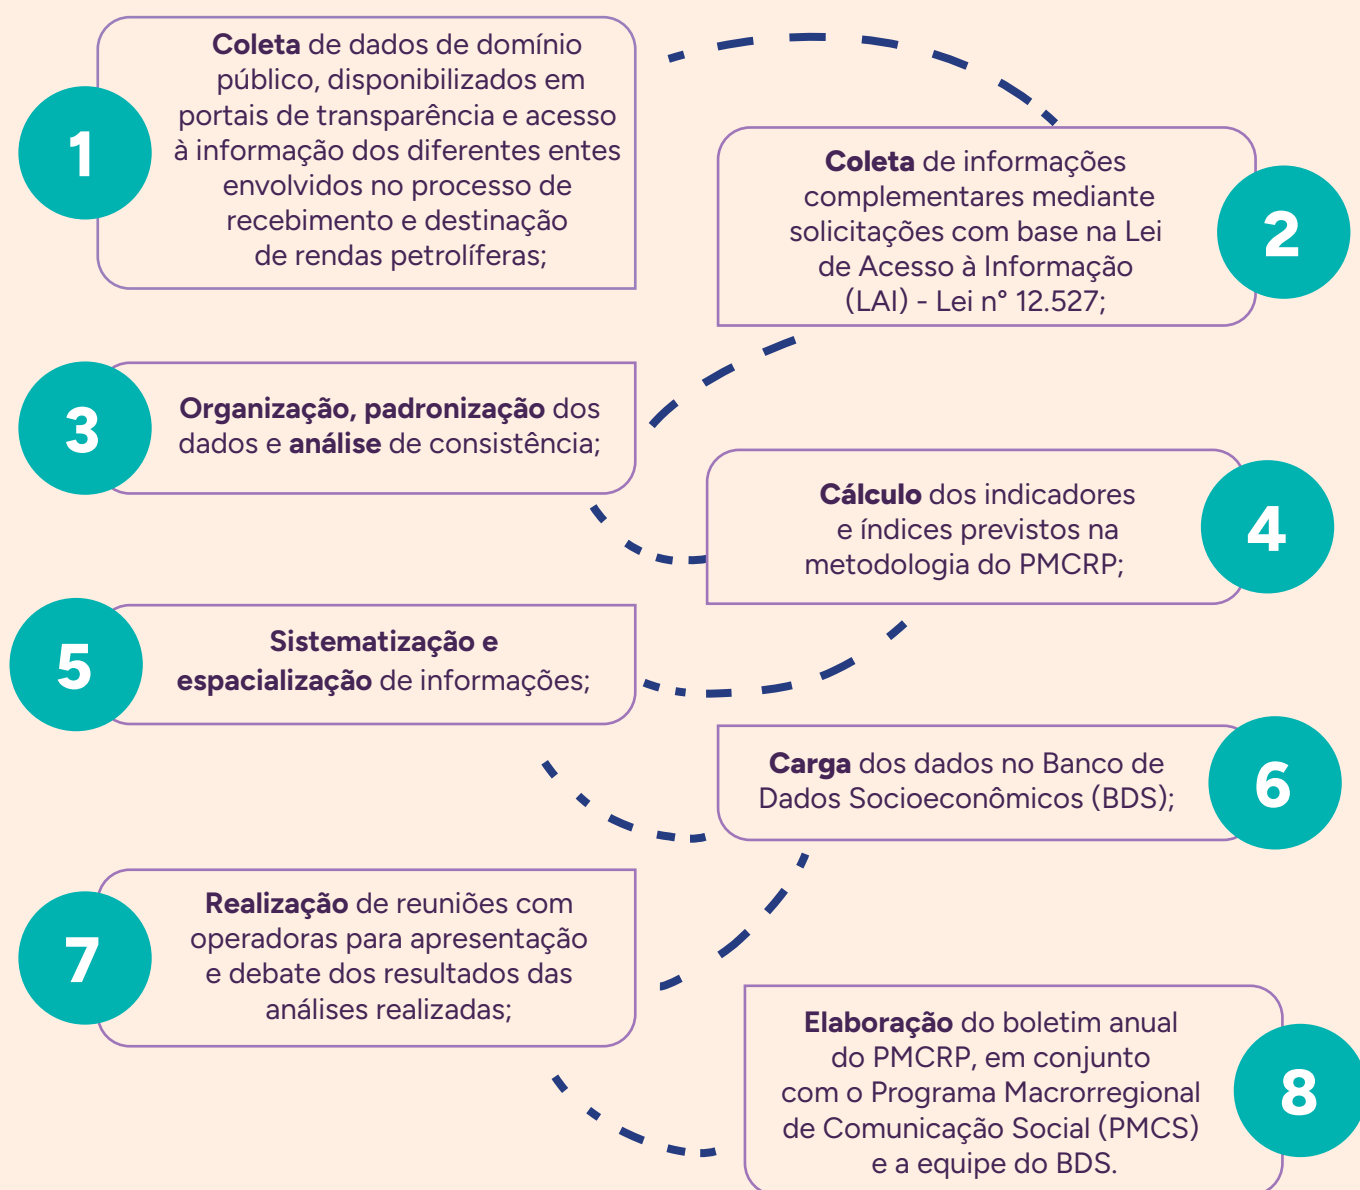 1
Coleta de dados de domínio
público, disponibilizados em
portais de transparência e acesso
à informação dos diferentes entes
envolvidos no processo de
recebimento e destinação
de rendas petrolíferas;
2
Coleta de informações
complementares mediante
solicitações com base na Lei
de Acesso à Informação
(LAI) - Lei n° 12.527;
3
Organização, padronização dos
dados e análise de consistência;
4
Cálculo dos indicadores
e índices previstos na
metodologia do PMCRP;
5
Sistematização e
espacialização de informações;
6
Carga dos dados no Banco de
Dados Socioeconômicos (BDS);
7
Realização de reuniões com
operadoras para apresentação
e debate dos resultados das
análises realizadas;
8
Elaboração do boletim anual
do PMCRP, em conjunto
com o Programa Macrorregional
de Comunicação Social (PMCS)
e a equipe do BDS.